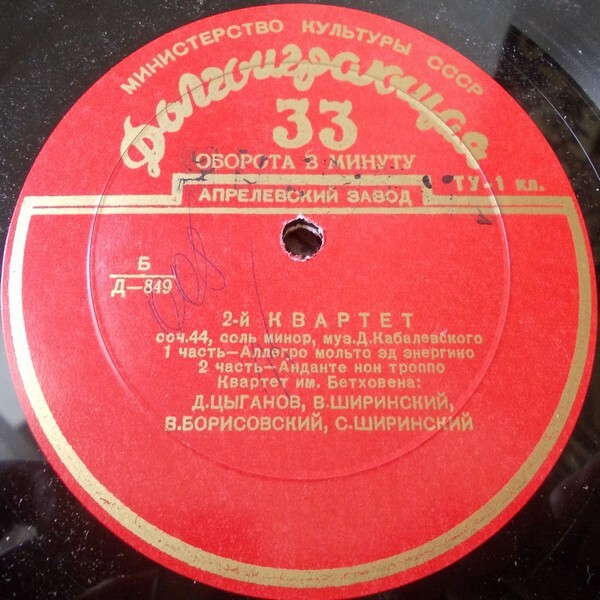 МИНИСТЕРСТВО КУЛЬТУРЫ СССР
Долгоиграющая
33
ОБОРОТА В МИНУТУ
АПРЕЛЕВСКИЙ ЗАВОД
ТУ-1 кл.
Б
Д—849
2-й КВАРТЕТ
соч.44, соль минор, муз.Д.Кабалевского
1 часть—Аллегро мольто эд энергико
2 часть—Анданте нон троппо
Квартет им. Бетховена:
Д.ЦЫГАНОВ, В.ШИРИНСКИЙ,
В.БОРИСОВСКИЙ, С.ШИРИНСКИЙ